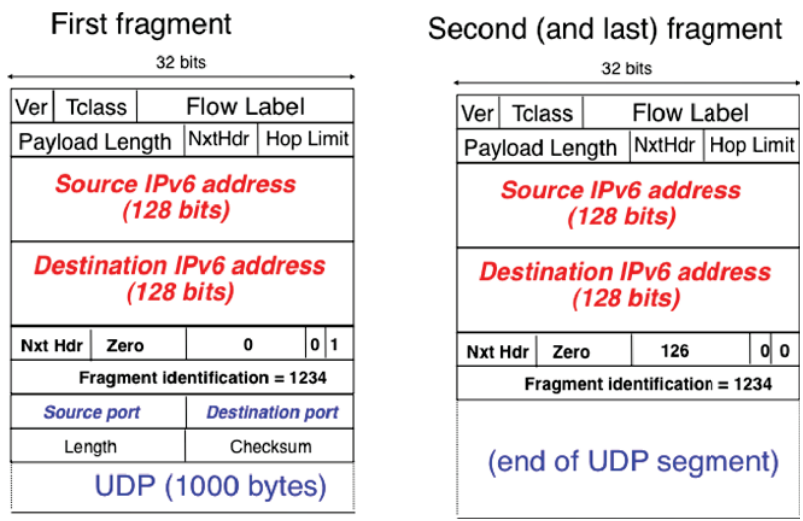 First fragment
32 bits
Ver Tclass Flow Label
Payload Length NxtHdr Hop Limit
Source IPv6 address
(128 bits)
Destination IPv6 address
(128 bits)
Nxt Hdr Zero 0 0 1
Fragment identification = 1234
Source port Destination port
Length Checksum
UDP (1000 bytes)
Second (and last) fragment
32 bits
Ver Tclass Flow Label
Payload Length NxtHdr Hop Limit
Source IPv6 address
(128 bits)
Destination IPv6 address
(128 bits)
Nxt Hdr Zero 126 0 0
Fragment identification = 1234
(end of UDP segment)